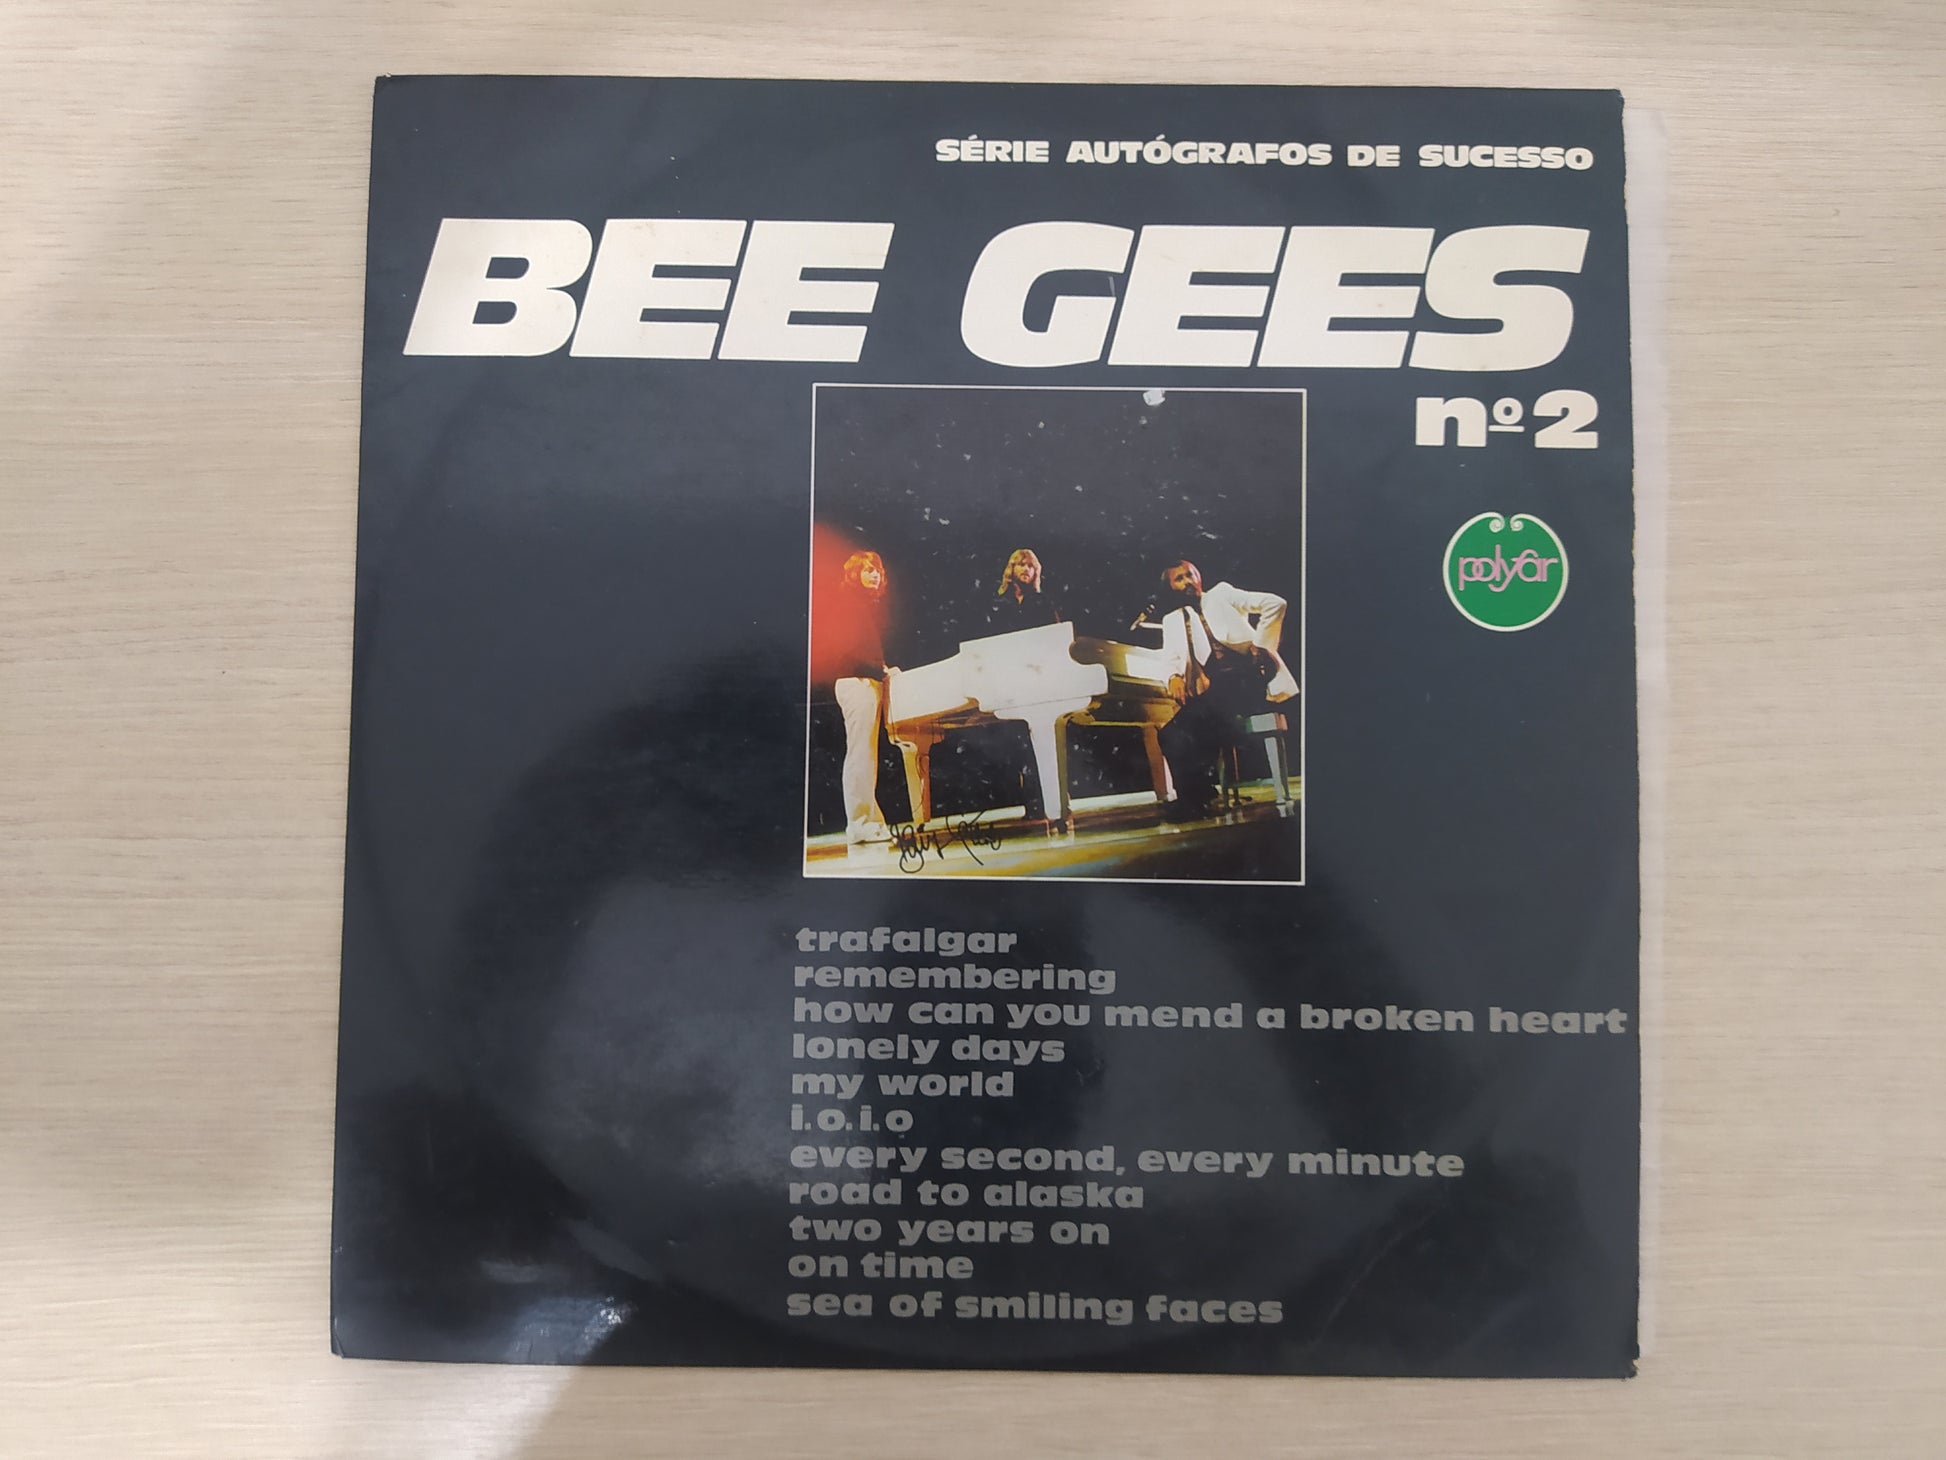 SÉRIE AUTÓGRAFOS DE SUCESSO
BEE GEES
nº2
polyfar
trafalgar
remembering
how can you mend a broken heart
lonely days
my world
i.o.i.o
every second, every minute
road to alaska
two years on
on time
sea of smiling faces